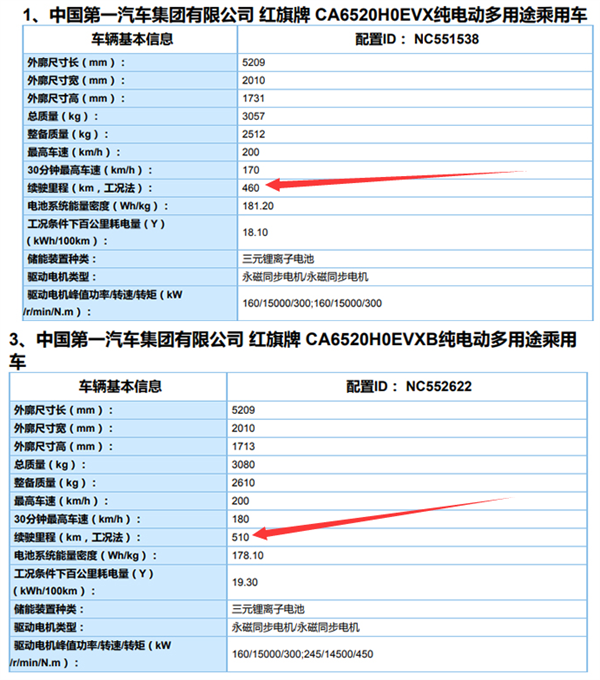 1、中国第一汽车集团有限公司 红旗牌 CA6520H0EVX纯电动多用途乘用车
车辆基本信息 配置ID： NC551538
外廓尺寸长（mm）： 5209
外廓尺寸宽（mm）： 2010
外廓尺寸高（mm）： 1731
总质量（kg）： 3057
整备质量（kg）： 2512
最高车速（km/h）： 200
30分钟最高车速（km/h）： 170
续驶里程（km，工况法）： 460
电池系统能量密度（Wh/kg）： 181.20
工况条件下百公里耗电量（Y）
（kWh/100km）： 18.10
储能装置种类： 三元锂离子电池
驱动电机类型： 永磁同步电机/永磁同步电机
驱动电机峰值功率/转速/转矩（kW
/r/min/N.m）： 160/15000/300;160/15000/300
3、中国第一汽车集团有限公司 红旗牌 CA6520H0EVXB纯电动多用途乘用
车
车辆基本信息 配置ID： NC552622
外廓尺寸长（mm）： 5209
外廓尺寸宽（mm）： 2010
外廓尺寸高（mm）： 1713
总质量（kg）： 3080
整备质量（kg）： 2610
最高车速（km/h）： 200
30分钟最高车速（km/h）： 180
续驶里程（km，工况法）： 510
电池系统能量密度（Wh/kg）： 178.10
工况条件下百公里耗电量（Y）
（kWh/100km）： 19.30
储能装置种类： 三元锂离子电池
驱动电机类型： 永磁同步电机/永磁同步电机
驱动电机峰值功率/转速/转矩（kW
/r/min/N.m）： 160/15000/300;245/14500/450